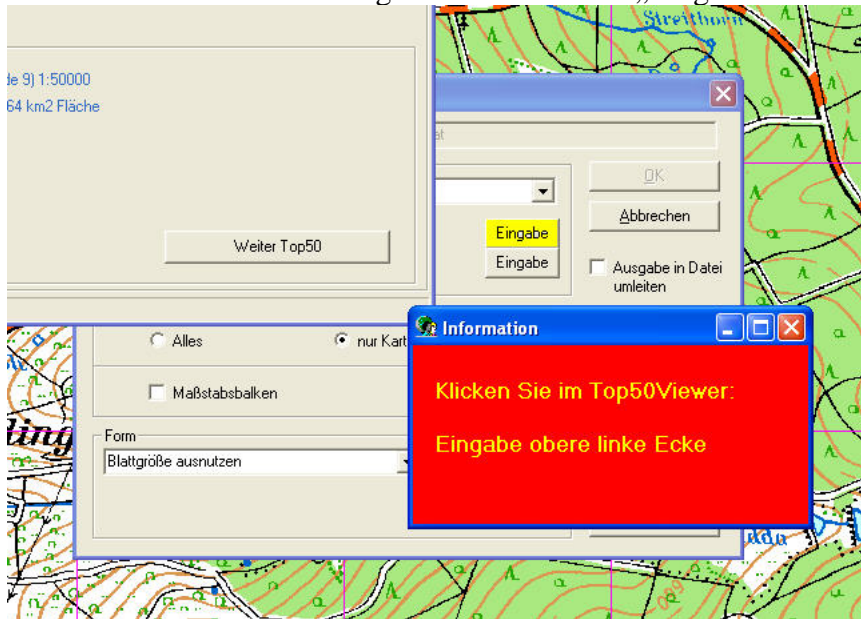 Streithorn
de 9) 1:50000
64 km2 Fläche
Weiter Top50
OK
Abbrechen
Eingabe
Eingabe
Ausgabe in Datei
umleiten
Alles
nur Kart
Maßstabsbalken
Form
Blattgröße ausnutzen
Information
Klicken Sie im Top50Viewer:
Eingabe obere linke Ecke